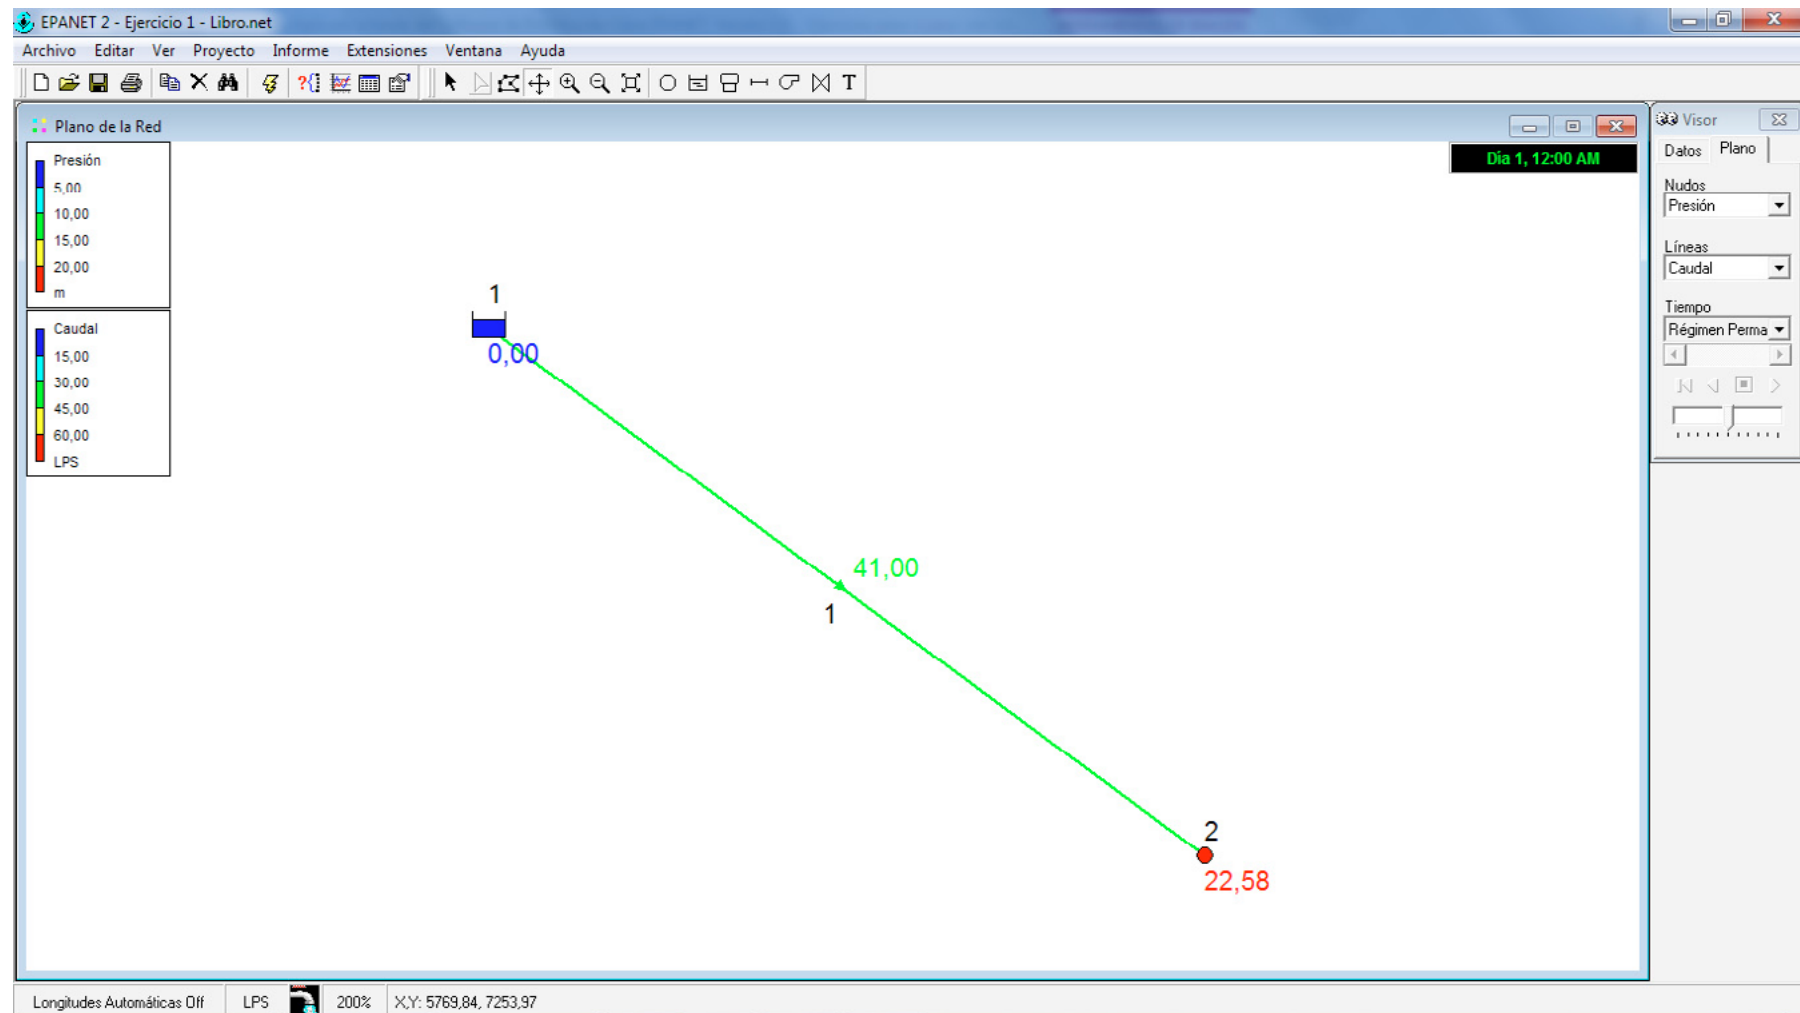 EPANET 2 - Ejercicio 1 - Libro.net
Archivo Editar Ver Proyecto Informe Extensiones Ventana Ayuda
T
Plano de la Red
Presión
5,00
10,00
15,00
20,00
m
Caudal
15,00
30,00
45,00
60,00
LPS
Día 1, 12:00 AM
1
0,00
41,00
1
2
22,58
Visor
Datos Plano
Nudos
Presión
Líneas
Caudal
Tiempo
Régimen Perma
Longitudes Automáticas Off LPS 200% X,Y: 5769,84, 7253,97